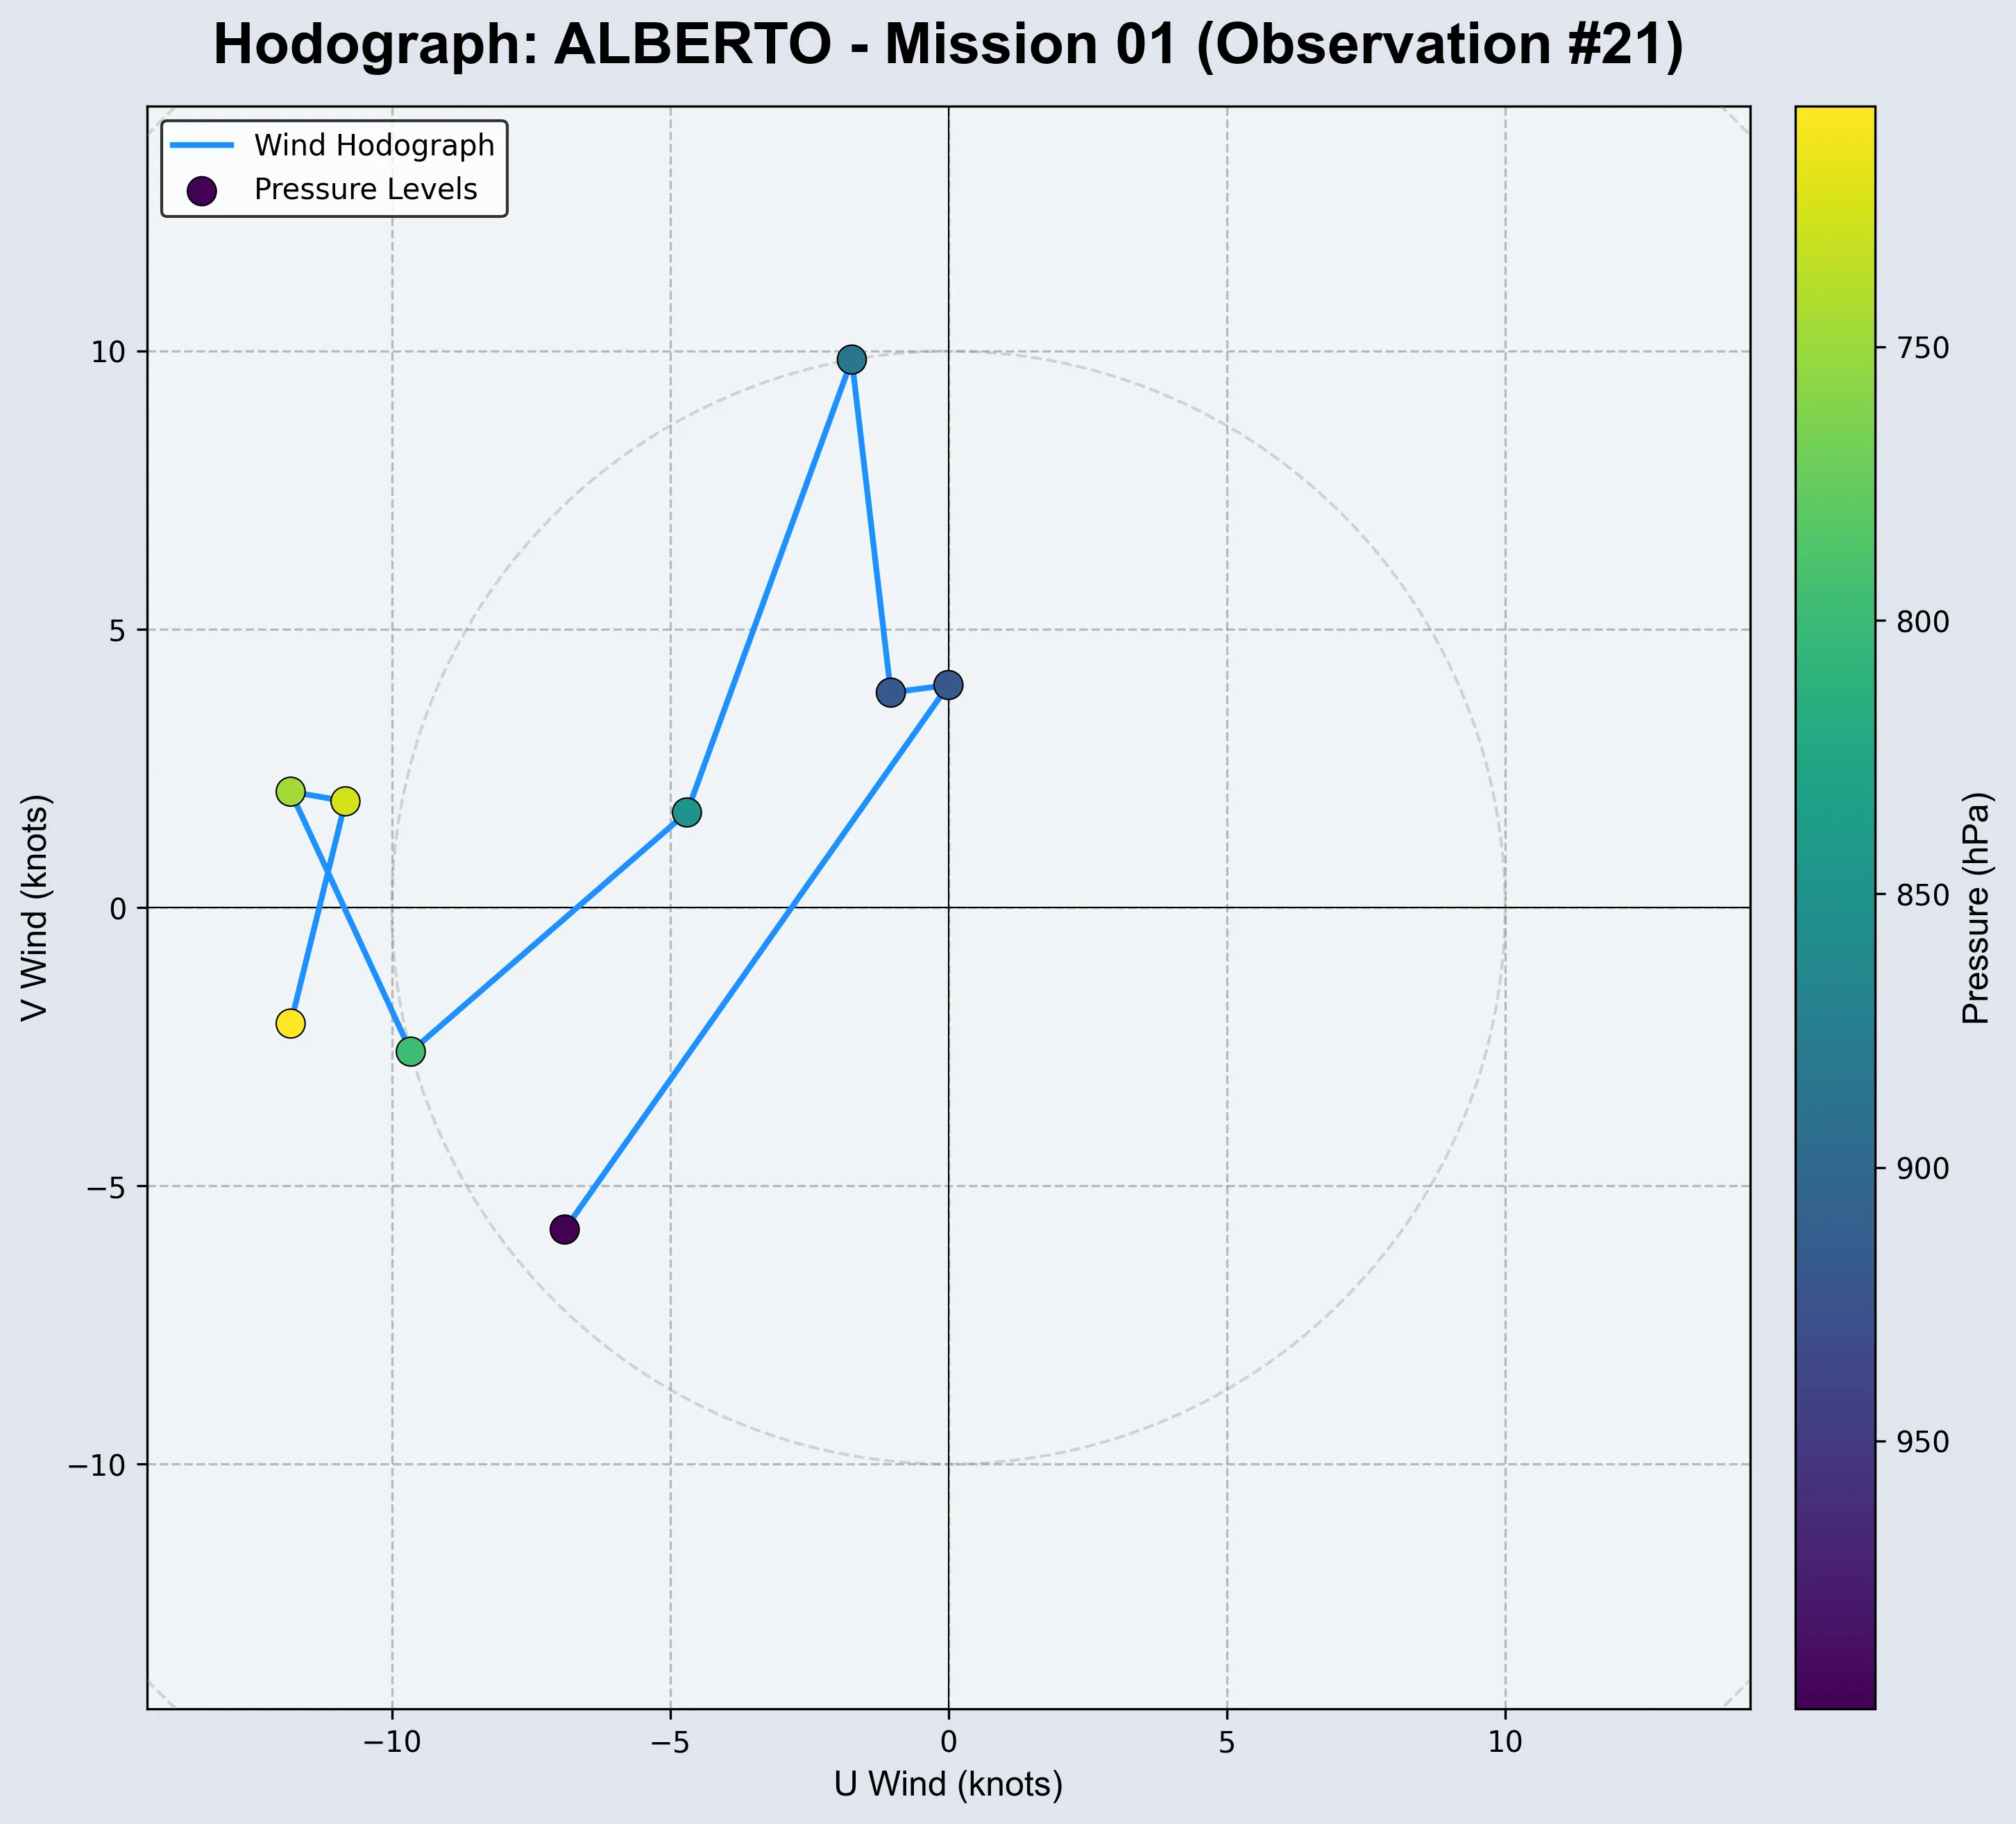 Hodograph: ALBERTO - Mission 01 (Observation #21)
Wind Hodograph
Pressure Levels
10
5
0
−5
−10
V Wind (knots)
−10
−5
0
5
10
U Wind (knots)
750
800
850
900
950
Pressure (hPa)